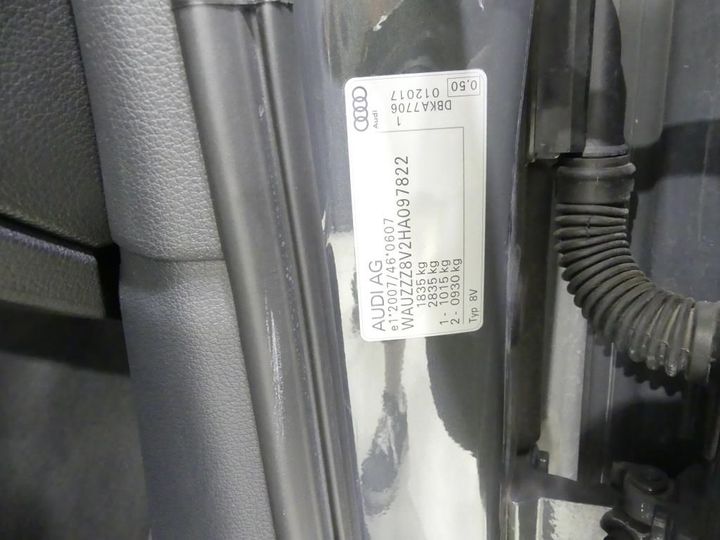 AUDI AG
e1*2007/46*0607
WAUZZZ8V2HA097822
1835 kg
2835 kg
1 - 1015 kg
2 - 0930 kg
Typ 8V
Audi
1
DBKA7706
012017
0,50